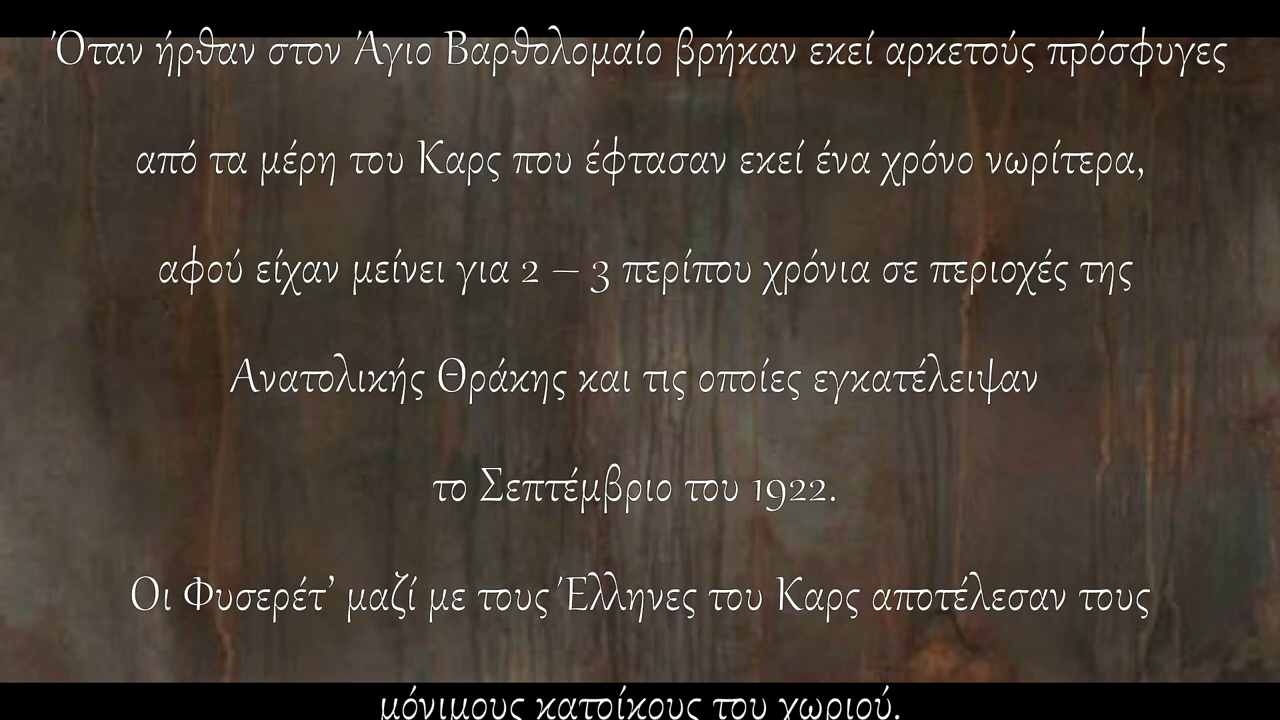 Όταν ήρθαν στον Άγιο Βαρθολομαίο βρήκαν εκεί αρκετούς πρόσφυγες
από τα μέρη του Καρς που έφτασαν εκεί ένα χρόνο νωρίτερα,
αφού είχαν μείνει για 2 – 3 περίπου χρόνια σε περιοχές της
Ανατολικής Θράκης και τις οποίες εγκατέλειψαν
το Σεπτέμβριο του 1922.
Οι Φυσερέτ’ μαζί με τους Έλληνες του Καρς αποτέλεσαν τους
μόνιμους κατοίκους του χωριού.